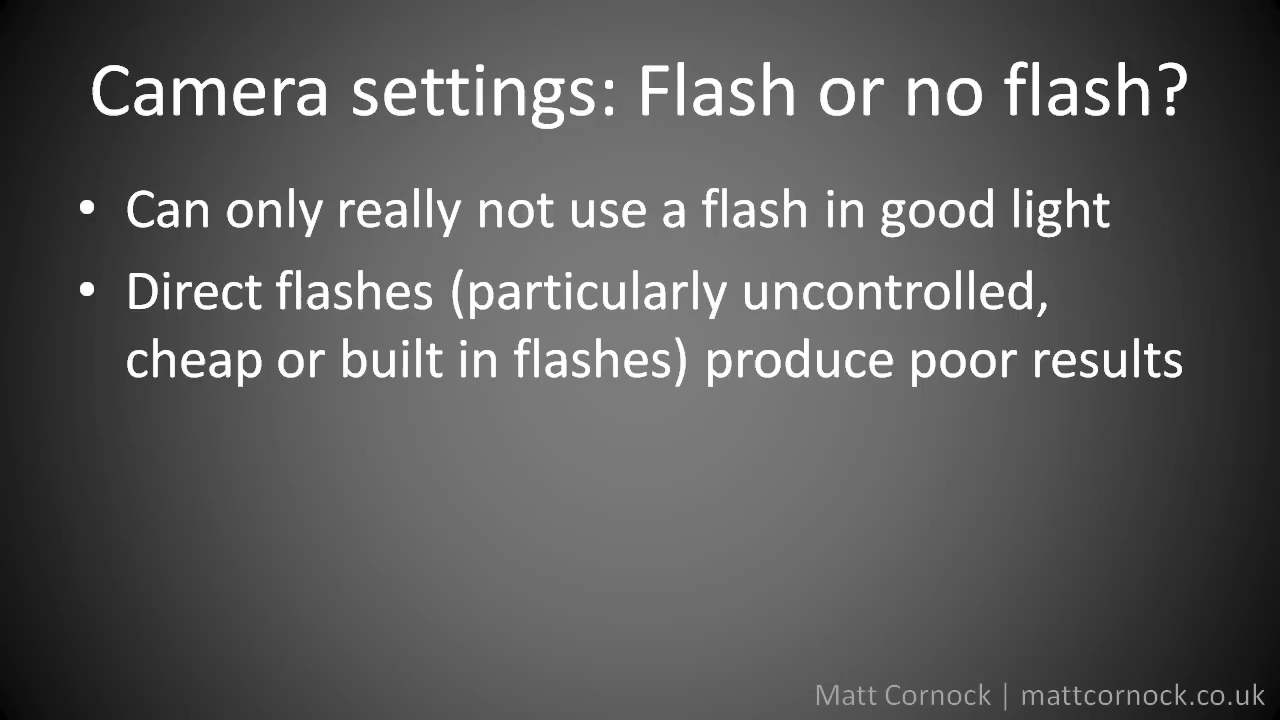 Camera settings: Flash or no flash?
• Can only really not use a flash in good light
• Direct flashes (particularly uncontrolled,
cheap or built in flashes) produce poor results
Matt Cornock | mattcornock.co.uk